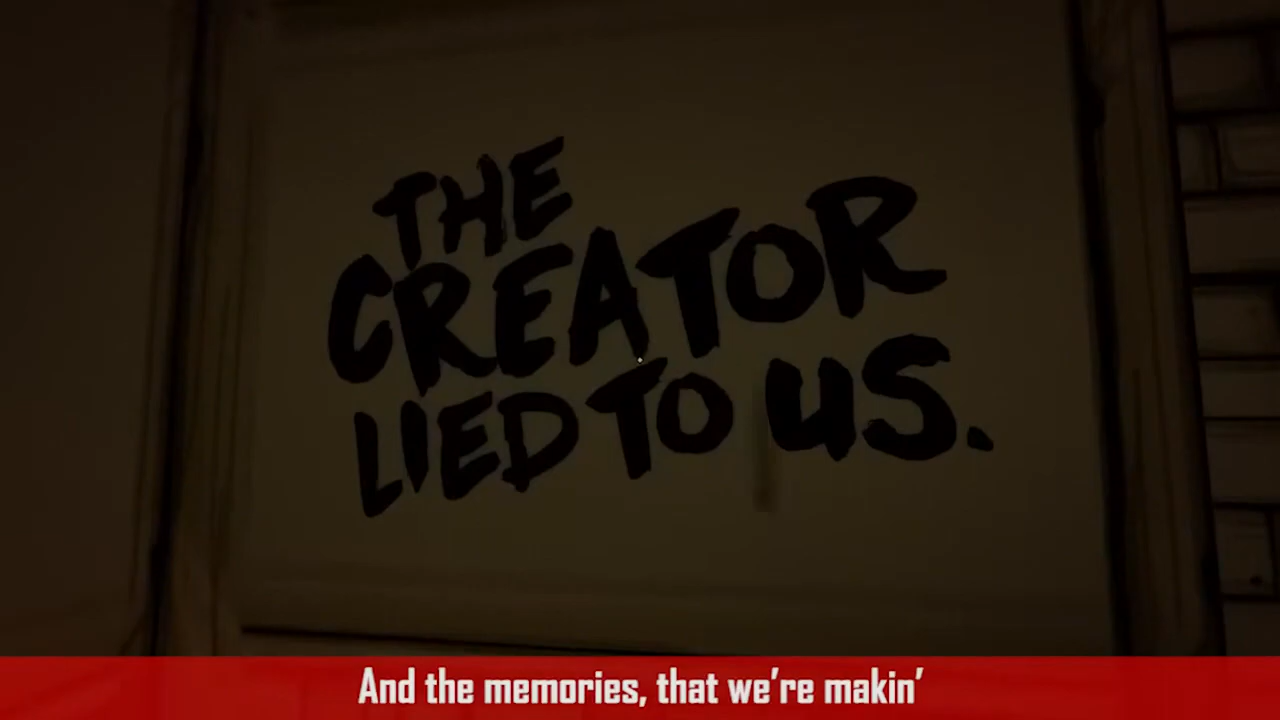 THE
CREATOR
LIED TO US.
And the memories, that we’re makin’